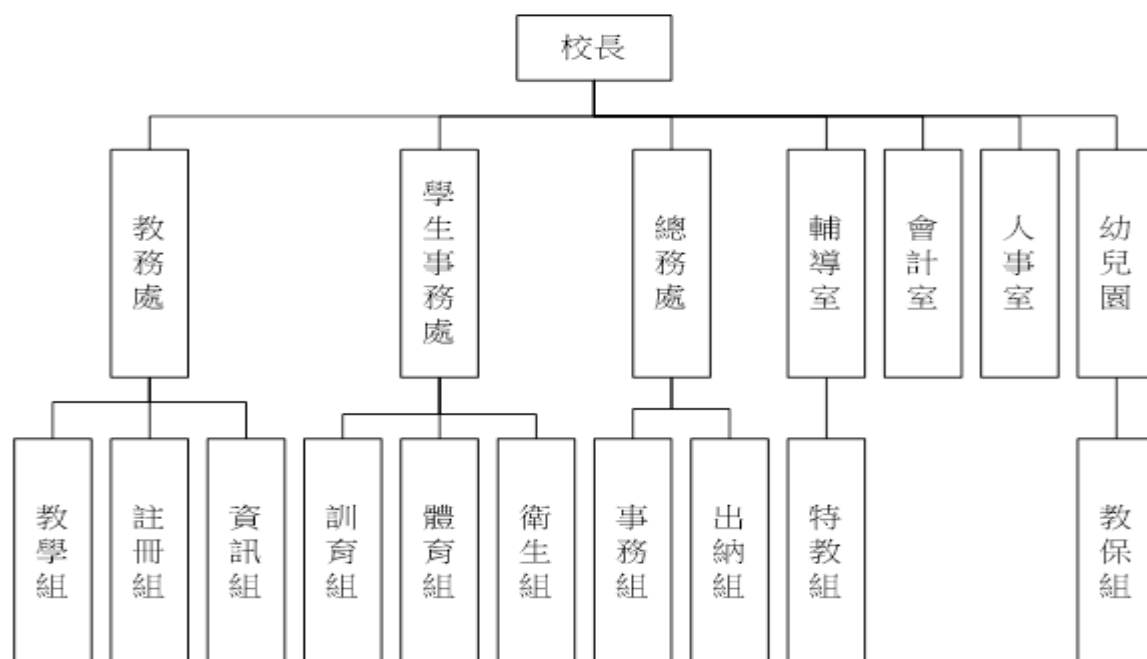 校長
教務處
學生事務處
總務處
輔導室
會計室
人事室
幼兒園
教學組
註冊組
資訊組
訓育組
體育組
衛生組
事務組
出納組
特教組
教保組